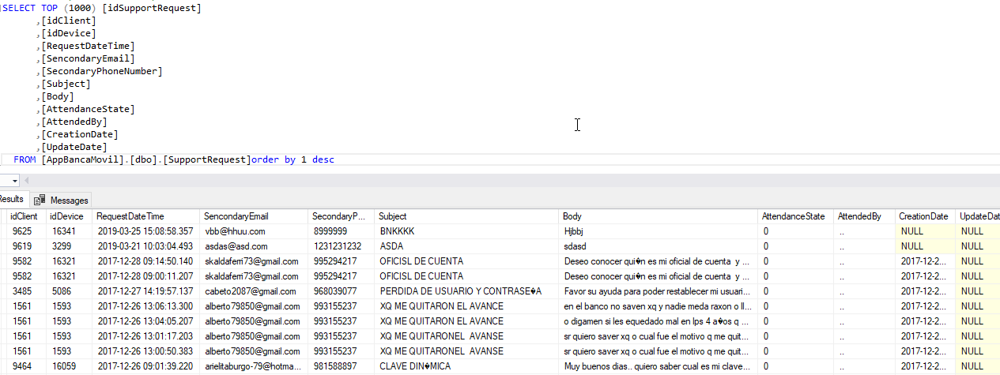 SELECT TOP (1000) [idSupportRequest]
,[idClient]
,[idDevice]
,[RequestDateTime]
,[SencondaryEmail]
,[SecondaryPhoneNumber]
,[Subject]
,[Body]
,[AttendanceState]
,[AttendedBy]
,[CreationDate]
,[UpdateDate]
FROM [AppBancaMovil].[dbo].[SupportRequest]order by 1 desc
Results Messages
idClient idDevice RequestDateTime SencondaryEmail SecondaryP... Subject Body AttendanceState AttendedBy CreationDate UpdateDat
9625 16341 2019-03-25 15:08:58.357 vbb@hhuu.com 8999999 BNKKKK Hjbbj 0 .. NULL NULL
9619 3299 2019-03-21 10:03:04.493 asdas@asd.com 1231231232 ASDA sdasd 0 .. NULL NULL
9582 16321 2017-12-28 09:14:50.140 skaldaferri73@gmail.com 995294217 OFICISL DE CUENTA Deseo conocer qui�n es mi oficial de cuenta y ... 0 .. 2017-12-2... NULL
9582 16321 2017-12-28 09:00:11.207 skaldaferri73@gmail.com 995294217 OFICISL DE CUENTA Deseo conocer qui�n es mi oficial de cuenta y ... 0 .. 2017-12-2... NULL
3485 5086 2017-12-27 14:19:57.137 cabeto2087@gmail.com 968039077 PERDIDA DE USUARIO Y CONTRASE�A Favor su ayuda para poder restablecer mi usuari... 0 .. 2017-12-2... NULL
1561 1593 2017-12-26 13:06:13.300 alberto79850@gmail.com 993155237 XQ ME QUITARON EL AVANCE en el banco no saven xq y nadie meda raxon o ll... 0 .. 2017-12-2... NULL
1561 1593 2017-12-26 13:04:05.207 alberto79850@gmail.com 993155237 XQ ME QUITARON EL AVANCE o digamen si les equedado mal en lps 4 a�os q ... 0 .. 2017-12-2... NULL
1561 1593 2017-12-26 13:01:17.203 alberto79850@gmail.com 993155237 XQ ME QUITARONEL AVANSE sr quiero saver xq o cual fue el motivo q me quit... 0 .. 2017-12-2... NULL
1561 1593 2017-12-26 13:00:50.383 alberto79850@gmail.com 993155237 XQ ME QUITARONEL AVANSE sr quiero saver xq o cual fue el motivo q me quit... 0 .. 2017-12-2... NULL
9464 16059 2017-12-26 09:01:39.220 arielitaburgo-79@hotma... 981588897 CLAVE DIN�MICA Muy buenos dias.. quiero saber cual es mi clave... 0 .. 2017-12-2... NULL